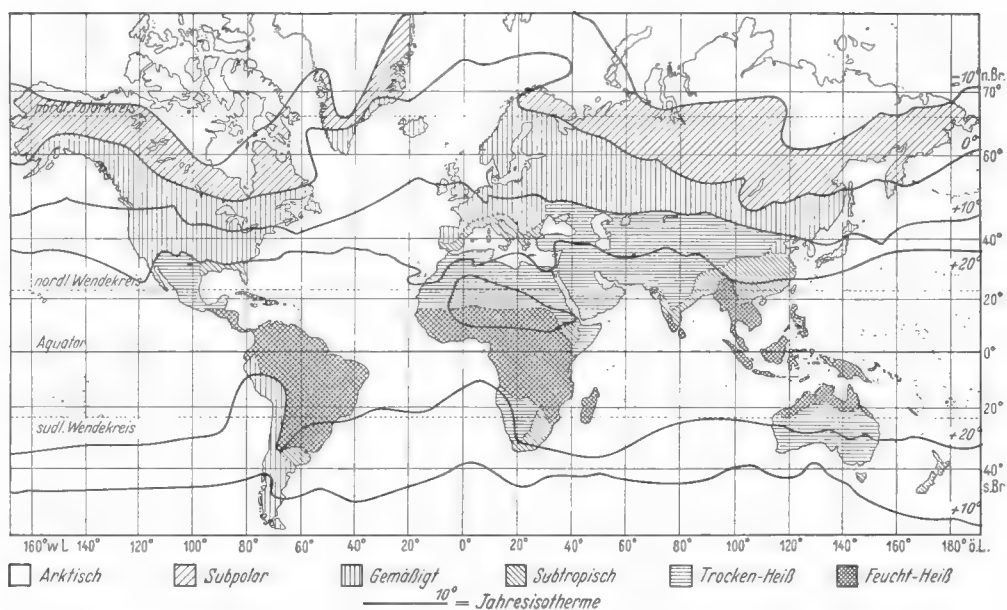 -10° n.Br.
70°
nördl. Polarkreis
0°
60°
+10°
40°
+20°
nördl Wendekreis
20°
Äquator
0°
20°
südl. Wendekreis
+20°
40°
s.Br
+10°
160° w L 140° 120° 100° 80° 60° 40° 20° 0 20° 40° 60° 80° 100° 120° 140° 160° 180° 190° ö.L.
Arktisch Subpolar Gemäßigt Subtropisch Trocken-Heiß Feucht-Heiß
10° = Jahresisotherme